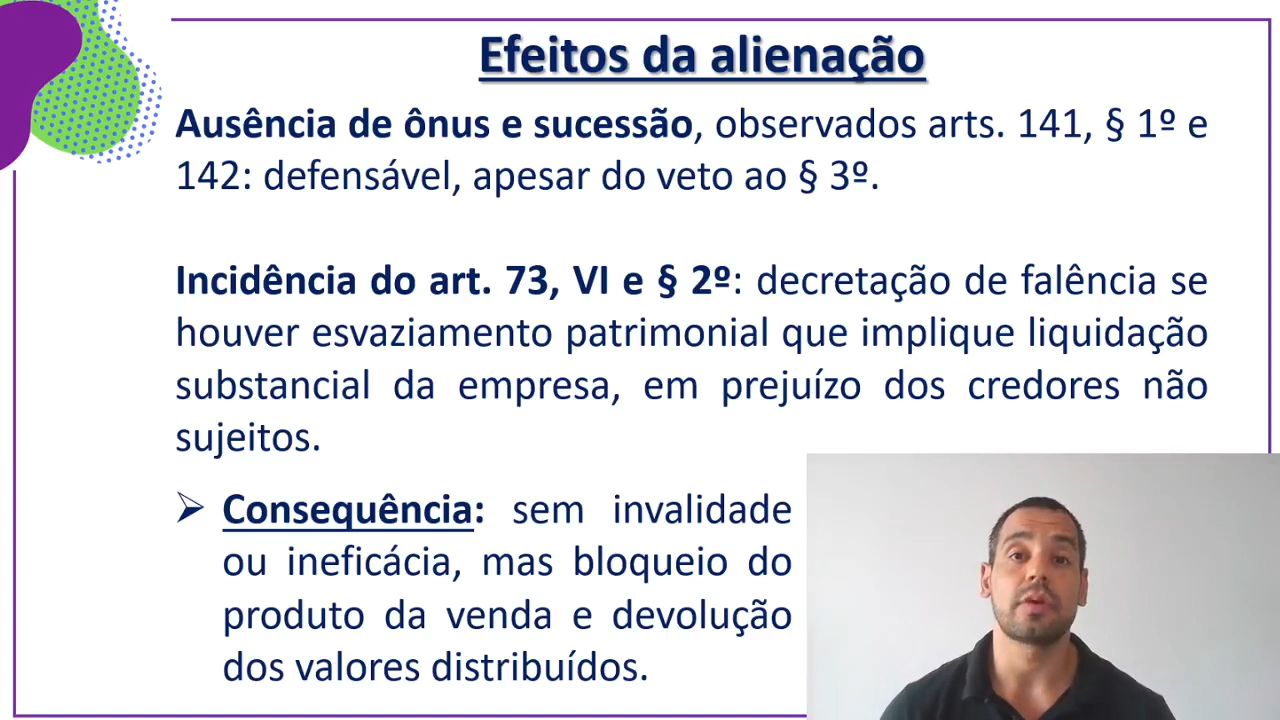 Efeitos da alienação
Ausência de ônus e sucessão, observados arts. 141, § 1º e
142: defensável, apesar do veto ao § 3º.
Incidência do art. 73, VI e § 2º: decretação de falência se
houver esvaziamento patrimonial que implique liquidação
substancial da empresa, em prejuízo dos credores não
sujeitos.
➢ Consequência: sem invalidade
ou ineficácia, mas bloqueio do
produto da venda e devolução
dos valores distribuídos.